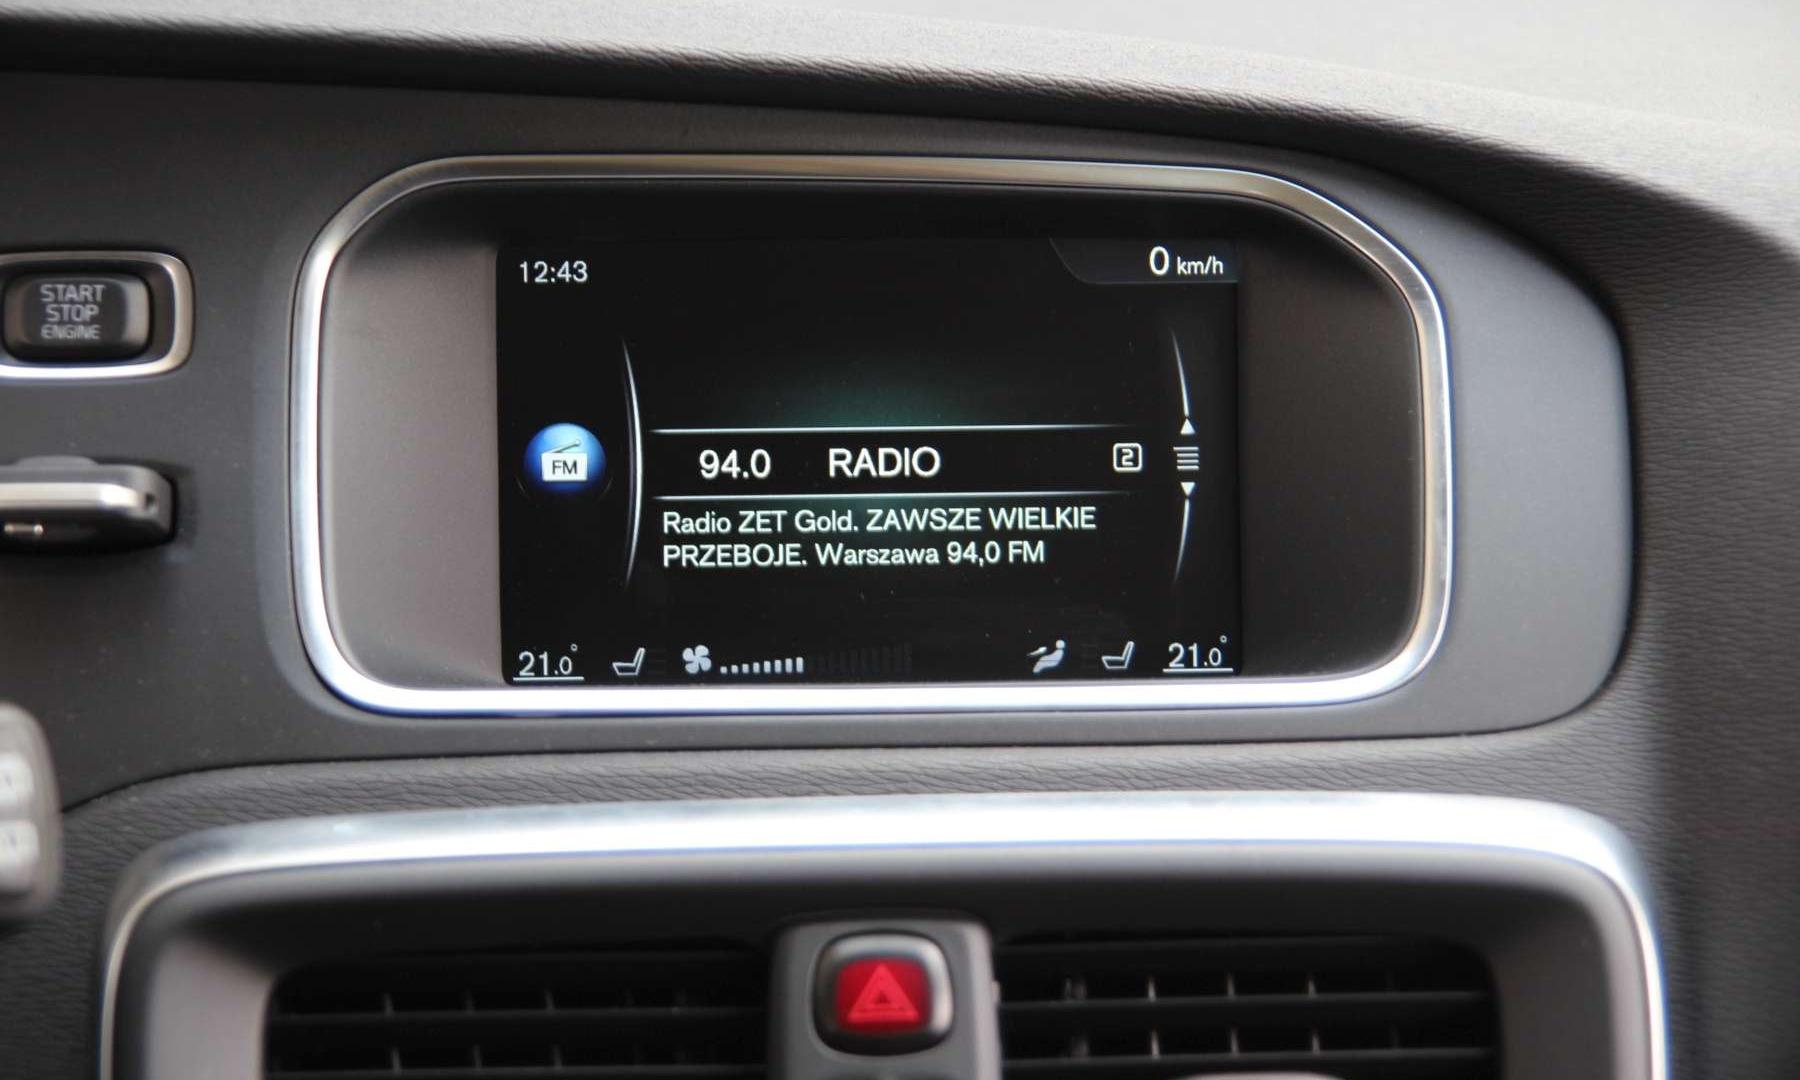 12:43
0 km/h
START
STOP
ENGINE
FM
94.0 RADIO 2
Radio ZET Gold. ZAWSZE WIELKIE
PRZEBOJE. Warszawa 94,0 FM
21.0° 21.0°